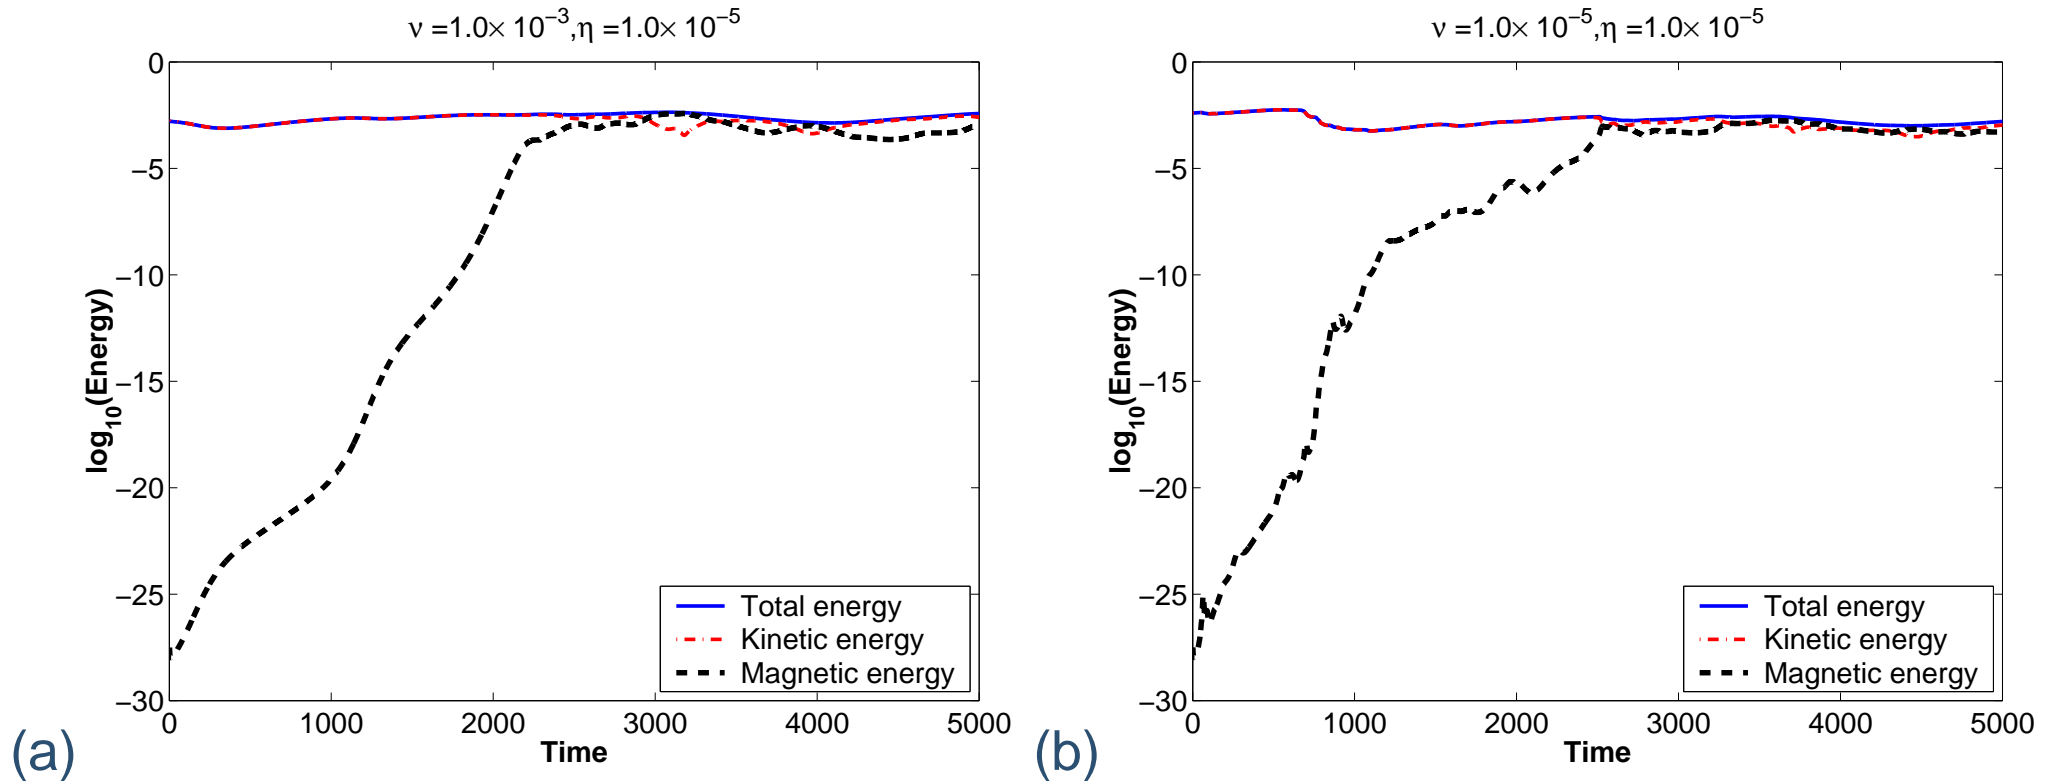 ν =1.0× 10⁻³,η =1.0× 10⁻⁵
0
−5
−10
−15
−20
−25
−30
log₁₀(Energy)
0 1000 2000 3000 4000 5000
Time
Total energy
Kinetic energy
Magnetic energy
(a)
ν =1.0× 10⁻⁵,η =1.0× 10⁻⁵
0
−5
−10
−15
−20
−25
−30
log₁₀(Energy)
0 1000 2000 3000 4000 5000
Time
Total energy
Kinetic energy
Magnetic energy
(b)